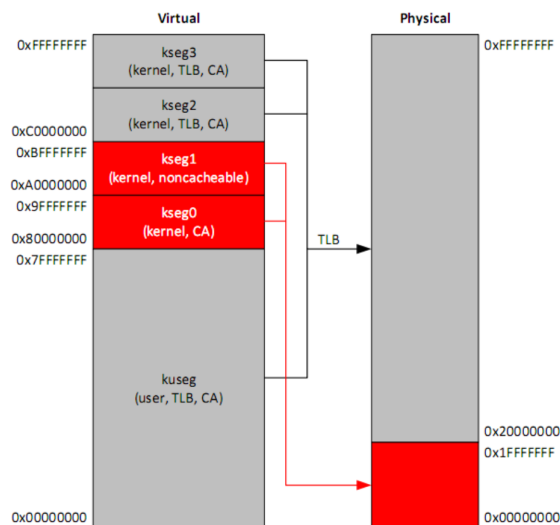 Virtual
Physical
0xFFFFFFFF
kseg3
(kernel, TLB, CA)
0xFFFFFFFF
kseg2
(kernel, TLB, CA)
0xC0000000
0xBFFFFFFF
kseg1
(kernel, noncacheable)
0xA0000000
0x9FFFFFFF
kseg0
(kernel, CA)
0x80000000
0x7FFFFFFF
TLB
kuseg
(user, TLB, CA)
0x20000000
0x1FFFFFFF
0x00000000
0x00000000